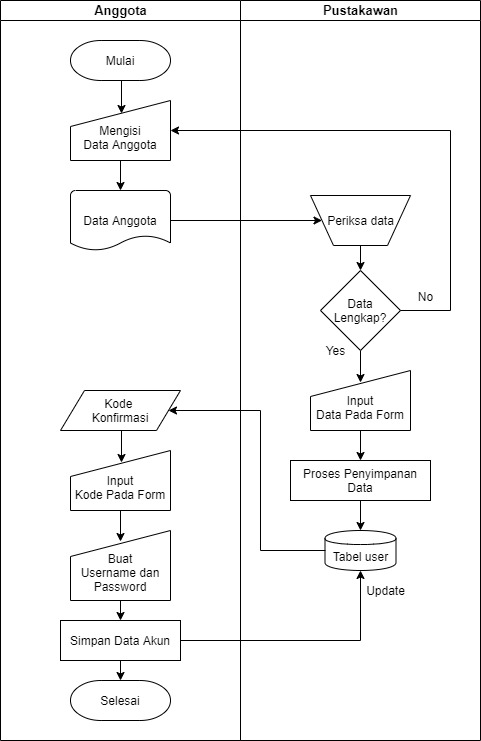 Anggota
Pustakawan
Mulai
Mengisi
Data Anggota
Data Anggota
Periksa data
Data
Lengkap?
No
Yes
Input
Data Pada Form
Proses Penyimpanan
Data
Tabel user
Kode
Konfirmasi
Input
Kode Pada Form
Buat
Username dan
Password
Simpan Data Akun
Update
Selesai